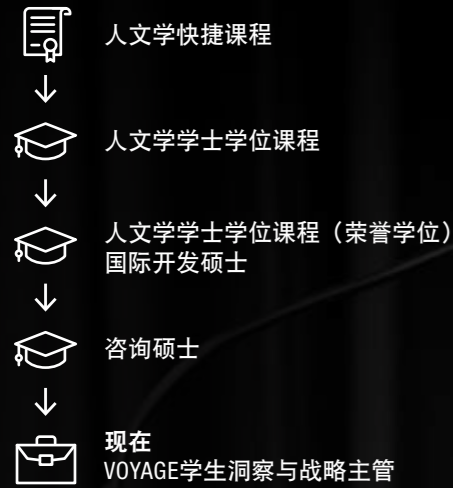 人文学快捷课程
人文学学士学位课程
人文学学士学位课程（荣誉学位）
国际开发硕士
咨询硕士
现在
VOYAGE学生洞察与战略主管